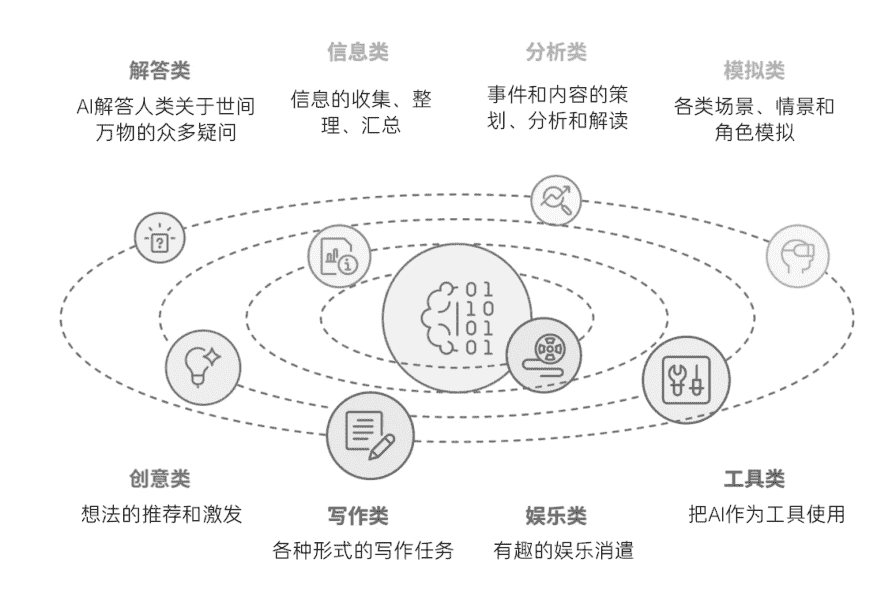 解答类
AI解答人类关于世间
万物的众多疑问
信息类
信息的收集、整
理、汇总
分析类
事件和内容的策
划、分析和解读
模拟类
各类场景、情景和
角色模拟
?
i
01
10
01
01
创意类
想法的推荐和激发
写作类
各种形式的写作任务
娱乐类
有趣的娱乐消遣
工具类
把AI作为工具使用